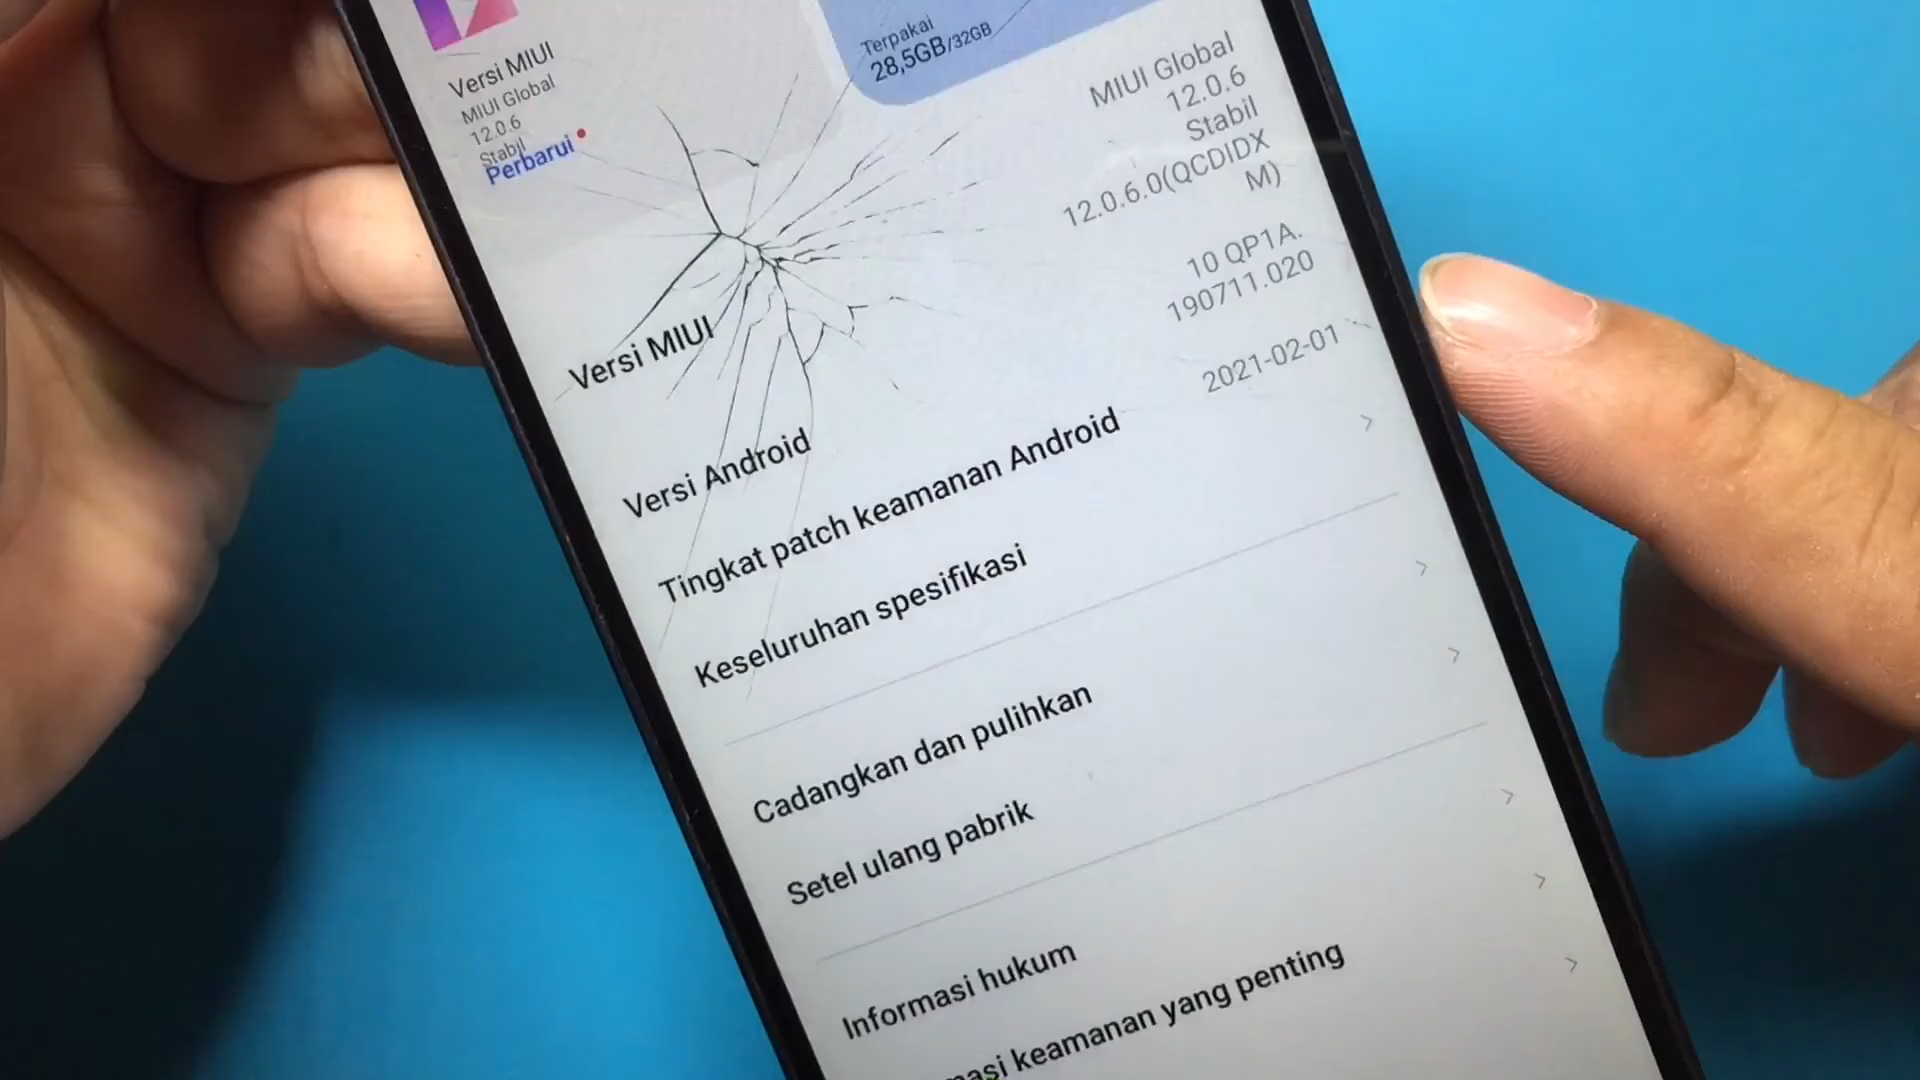 Versi MIUI
MIUI Global
12.0.6
Stabil
Perbarui
Terpakai
28,5GB/32GB
Versi MIUI
MIUI Global
12.0.6
Stabil
12.0.6.0(QCDIDX
M)
Versi Android
10 QP1A.
190711.020
Tingkat patch keamanan Android
2021-02-01
Keseluruhan spesifikasi
Cadangkan dan pulihkan
Setel ulang pabrik
Informasi hukum
masi keamanan yang penting